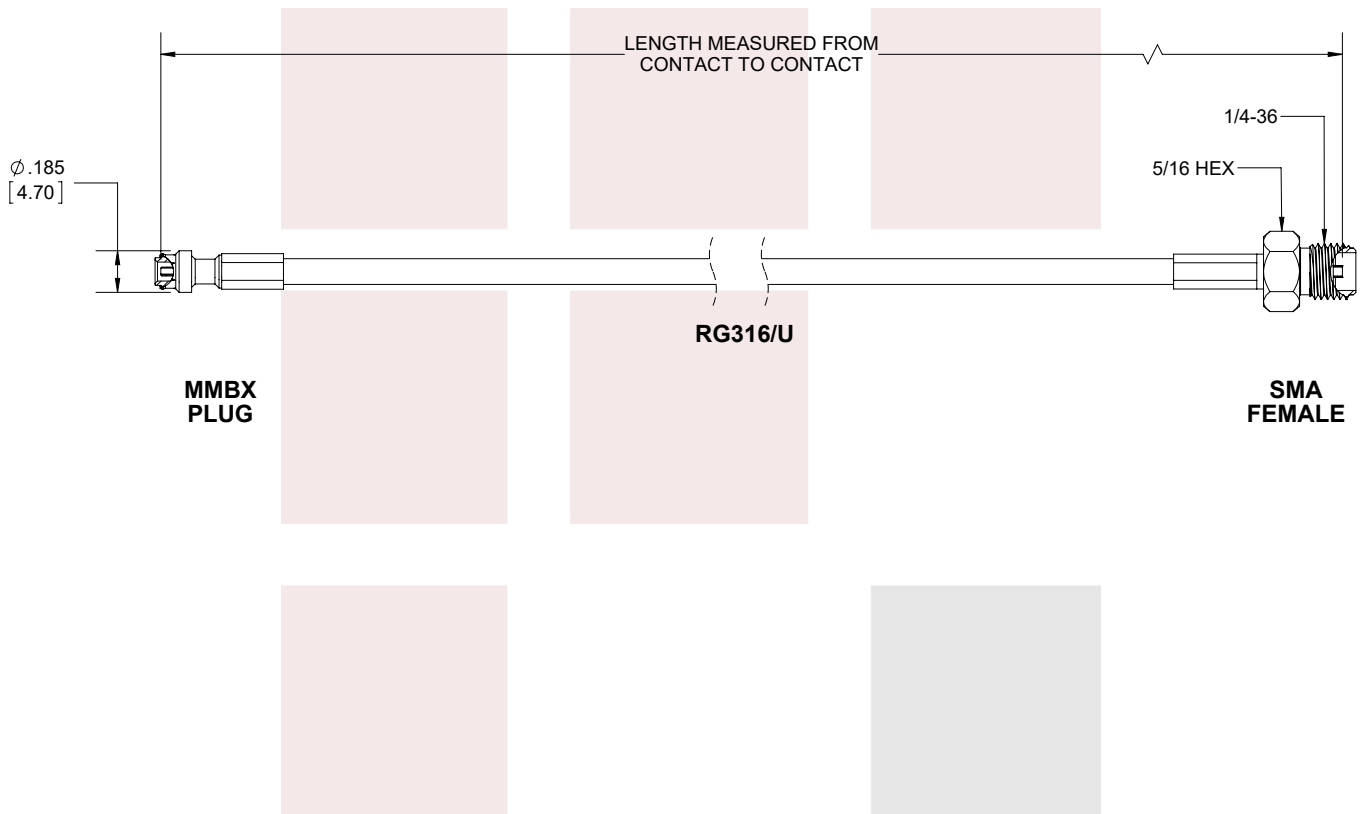 LENGTH MEASURED FROM
CONTACT TO CONTACT
1/4-36
5/16 HEX
⌀.185
[4.70]
RG316/U
MMBX
PLUG
SMA
FEMALE